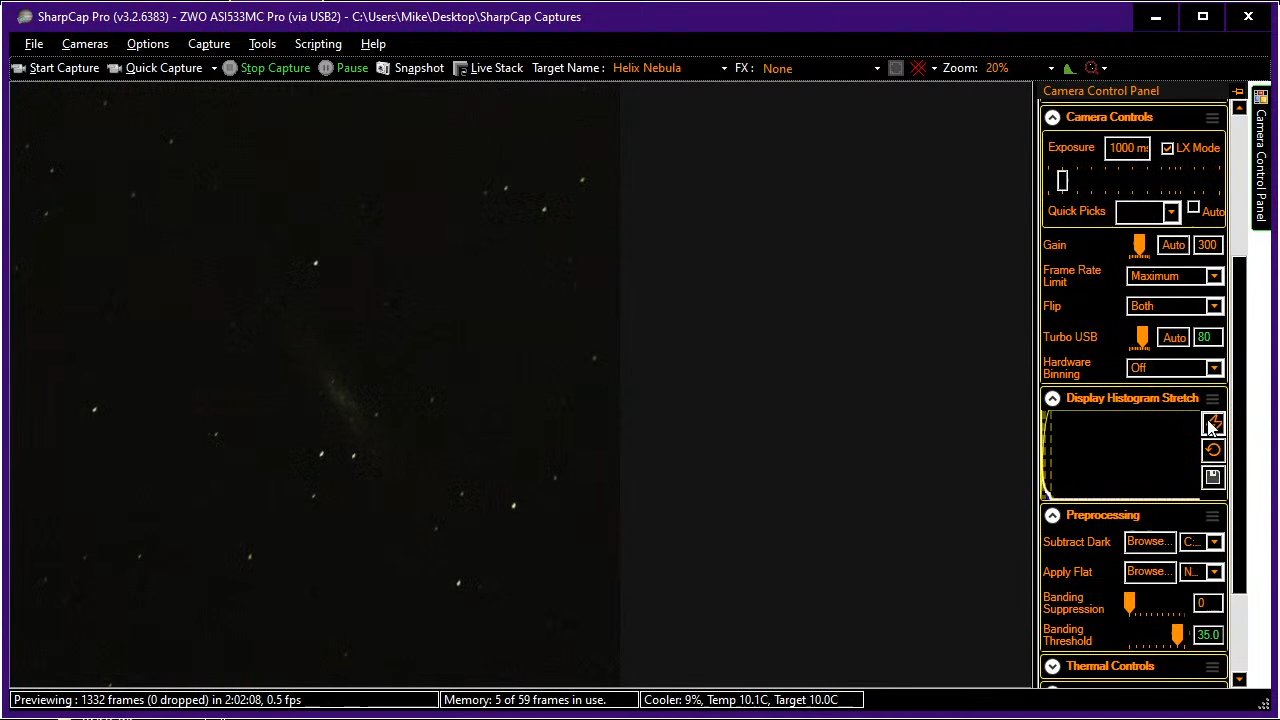 SharpCap Pro (v3.2.6383) - ZWO ASI533MC Pro (via USB2) - C:\Users\Mike\Desktop\SharpCap Captures
File Cameras Options Capture Tools Scripting Help
Start Capture Quick Capture Stop Capture Pause Snapshot Live Stack Target Name: Helix Nebula FX: None Zoom: 20%
Camera Control Panel
Camera Control Panel
Camera Controls
Exposure 1000 ms LX Mode
Quick Picks Auto
Gain Auto 300
Frame Rate Limit Maximum
Flip Both
Turbo USB Auto 80
Hardware Binning Off
Display Histogram Stretch
Preprocessing
Subtract Dark Browse... C:...
Apply Flat Browse... N...
Banding Suppression 0
Banding Threshold 35.0
Thermal Controls
Previewing : 1332 frames (0 dropped) in 2:02:08, 0.5 fps Memory: 5 of 59 frames in use. Cooler: 9%, Temp 10.1C, Target 10.0C